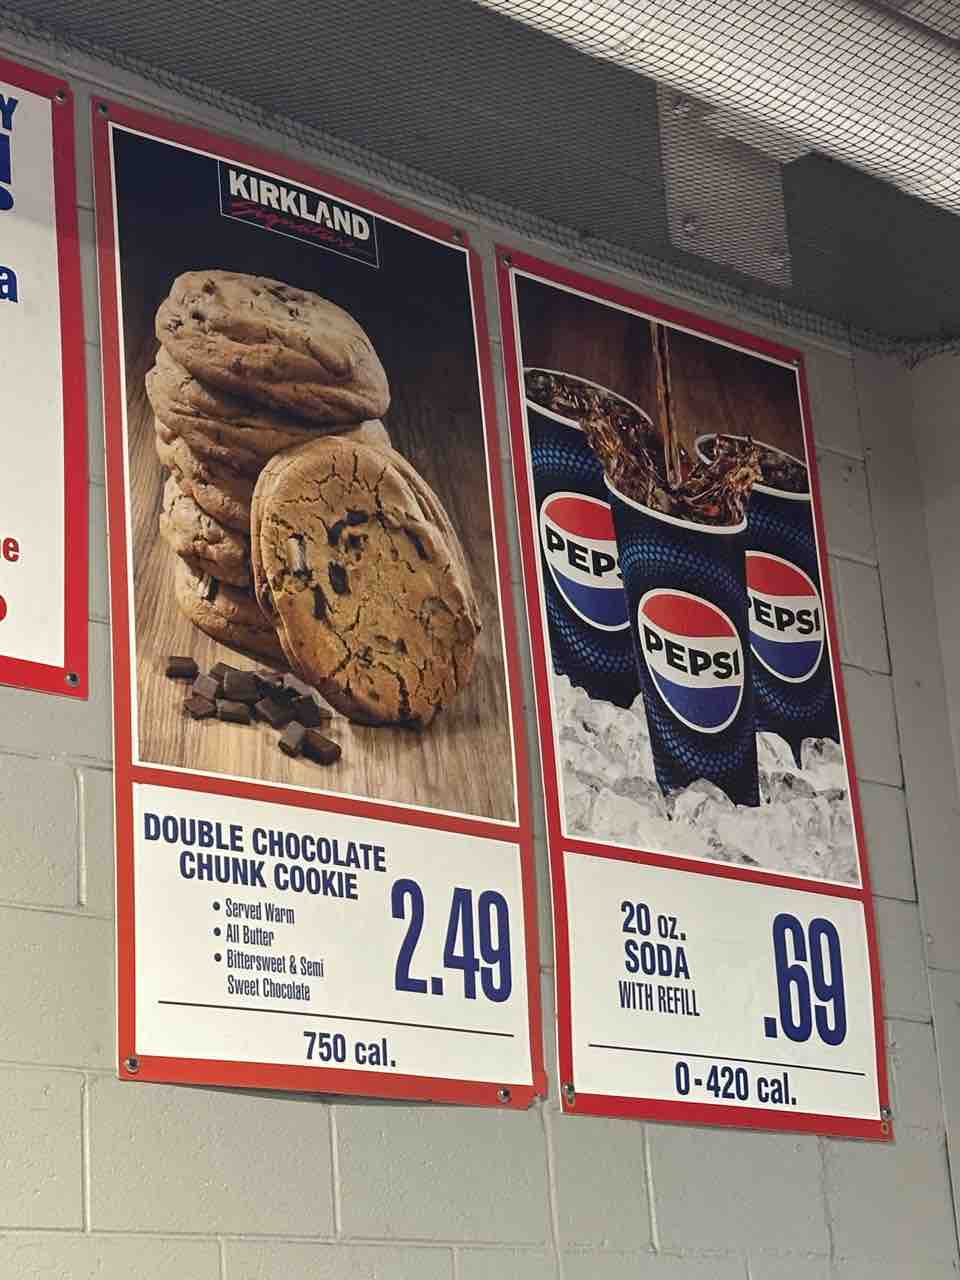 KIRKLAND
Signature
DOUBLE CHOCOLATE
CHUNK COOKIE
• Served Warm
• All Butter
• Bittersweet & Semi
Sweet Chocolate
2.49
750 cal.
PEPSI
PEPSI
PEPSI
20 oz.
SODA
WITH REFILL
.69
0-420 cal.